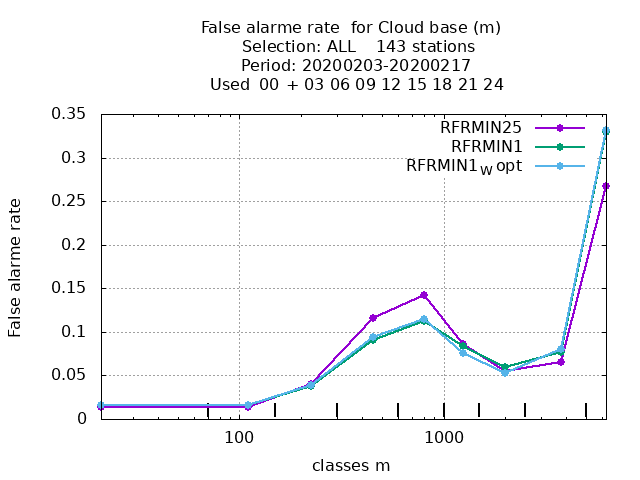 False alarme rate  for Cloud base (m)
Selection: ALL    143 stations
Period: 20200203-20200217
Used  00 + 03 06 09 12 15 18 21 24
False alarme rate
0.35
0.3
0.25
0.2
0.15
0.1
0.05
0
RFRMIN25
RFRMIN1
RFRMIN1W opt
100
1000
classes m